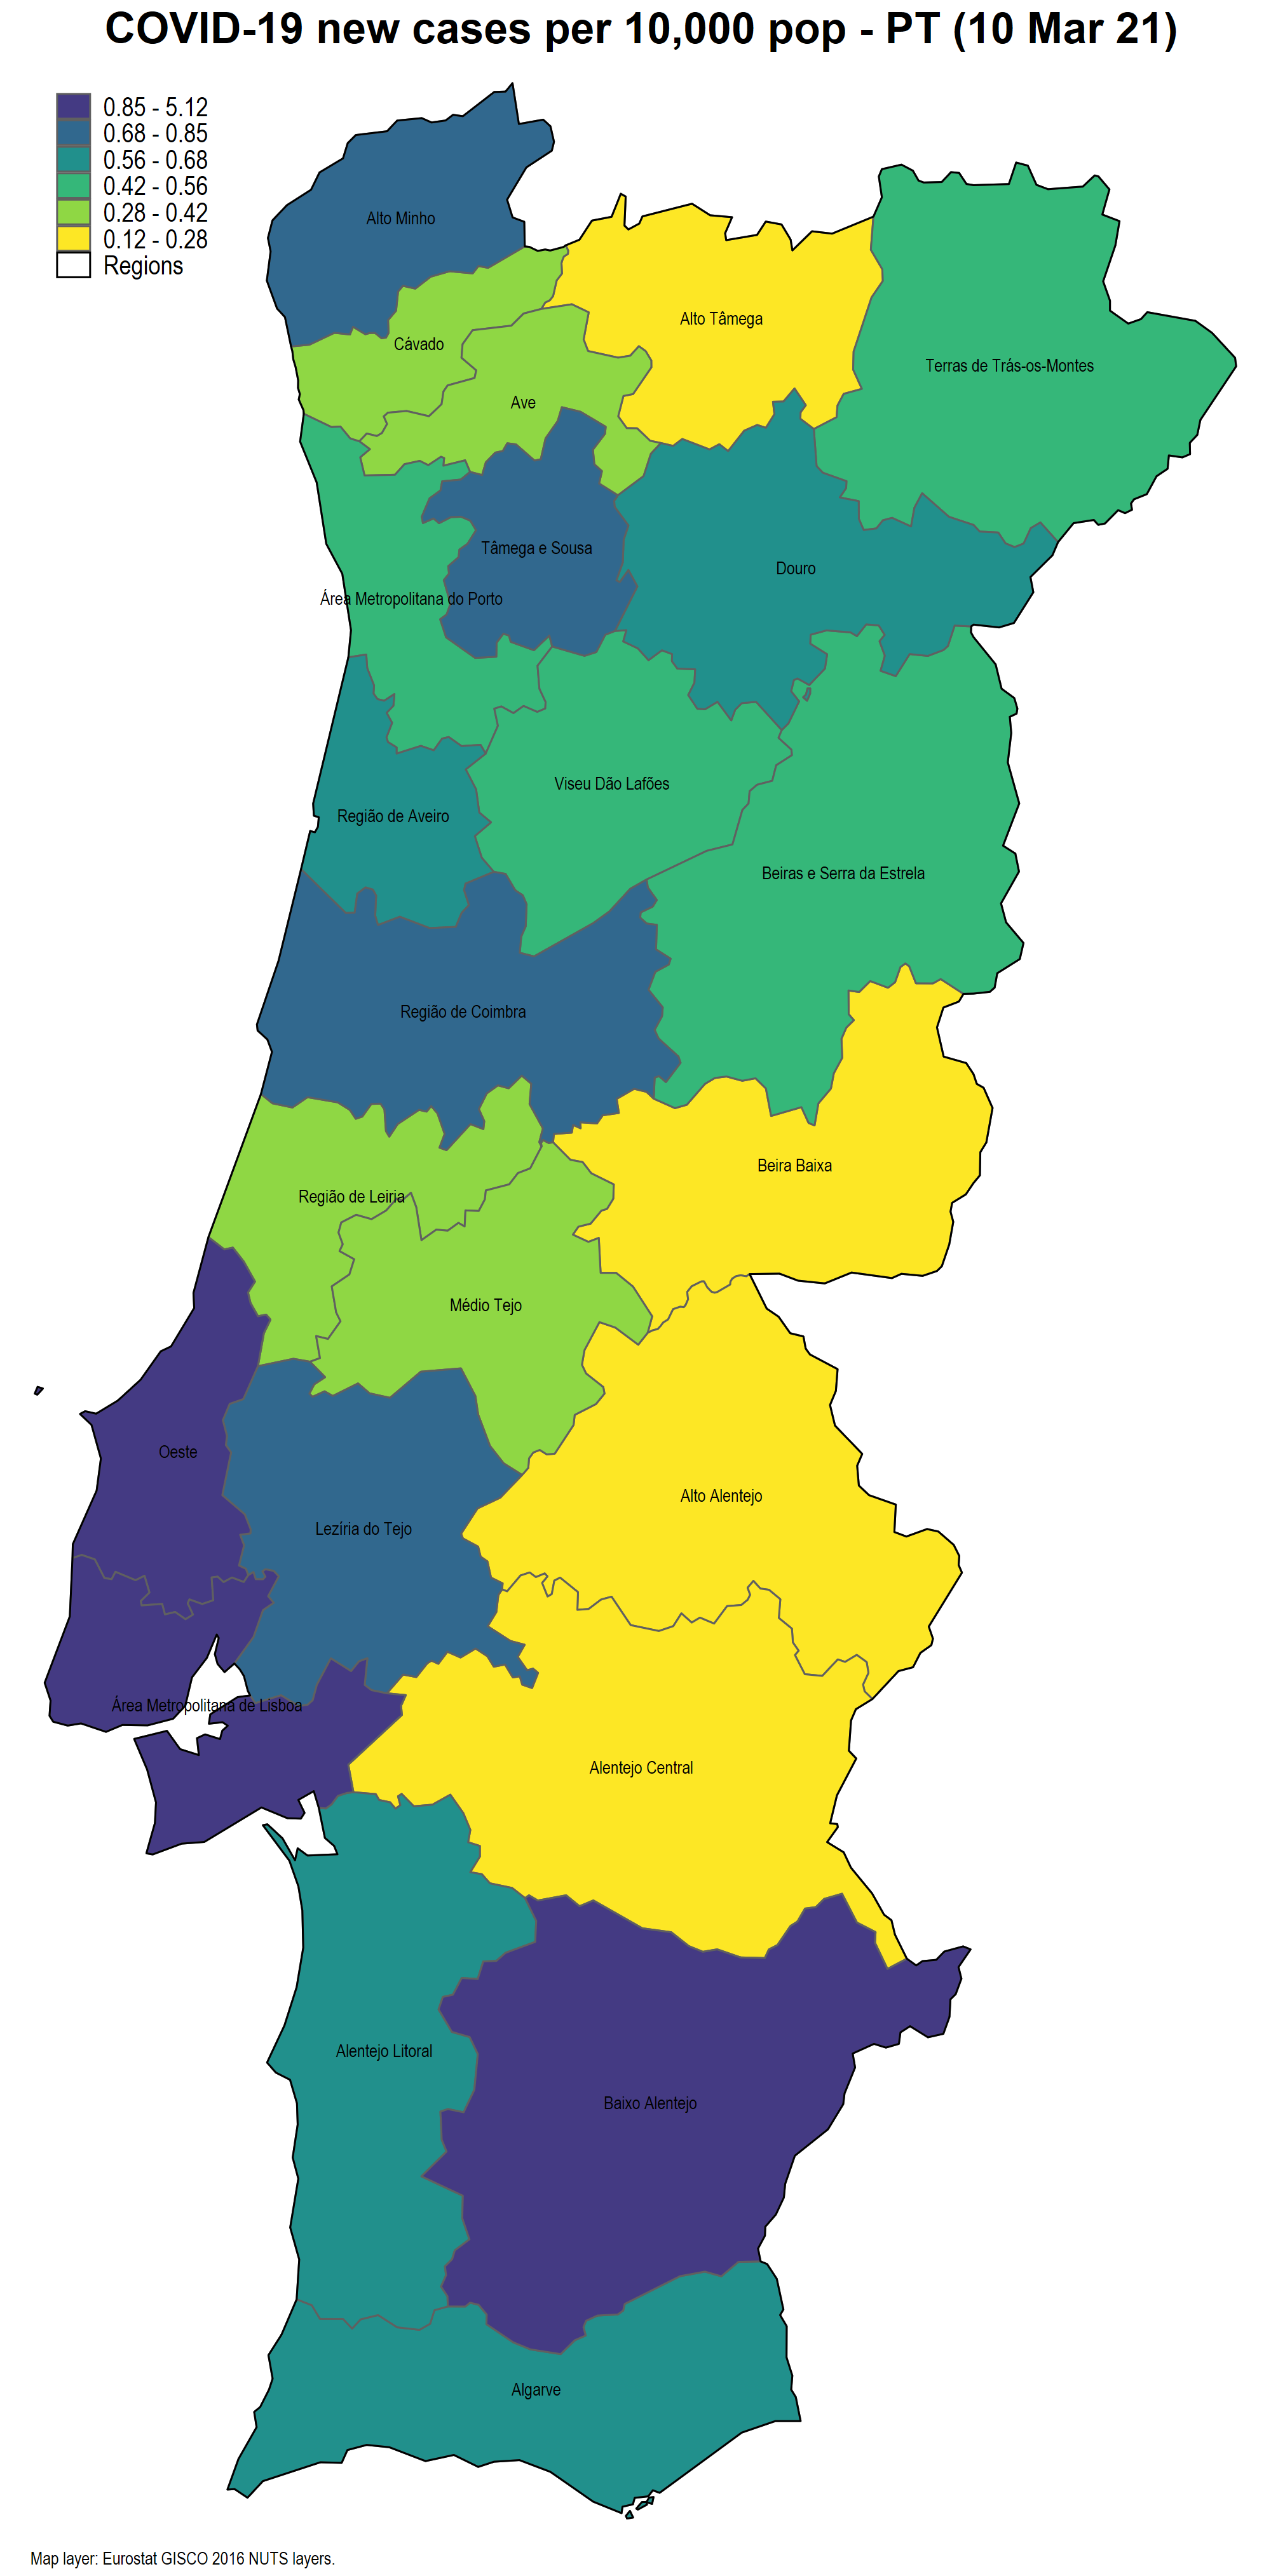 COVID-19 new cases per 10,000 pop - PT (10 Mar 21)
0.85 - 5.12
0.68 - 0.85
0.56 - 0.68
0.42 - 0.56
0.28 - 0.42
0.12 - 0.28
Regions
Alto Minho
Alto Tâmega
Cávado
Terras de Trás-os-Montes
Ave
Tâmega e Sousa
Douro
Área Metropolitana do Porto
Viseu Dão Lafões
Região de Aveiro
Beiras e Serra da Estrela
Região de Coimbra
Beira Baixa
Região de Leiria
Médio Tejo
Oeste
Alto Alentejo
Lezíria do Tejo
Área Metropolitana de Lisboa
Alentejo Central
Alentejo Litoral
Baixo Alentejo
Algarve
Map layer: Eurostat GISCO 2016 NUTS layers.